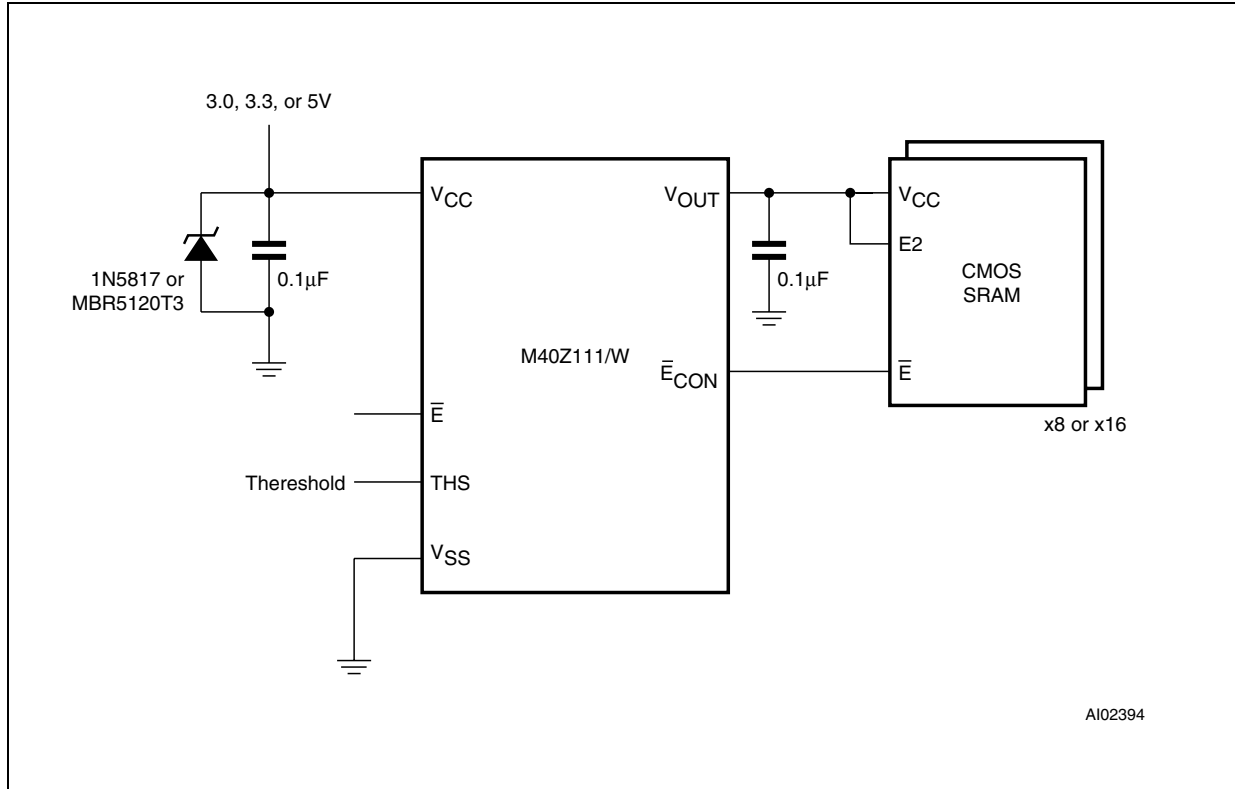 3.0, 3.3, or 5V
VCC
VOUT
VCC
E2
1N5817 or
MBR5120T3
0.1μF
0.1μF
CMOS
SRAM
M40Z111/W
E̅CON
E̅
E̅
x8 or x16
Thereshold
THS
VSS
AI02394